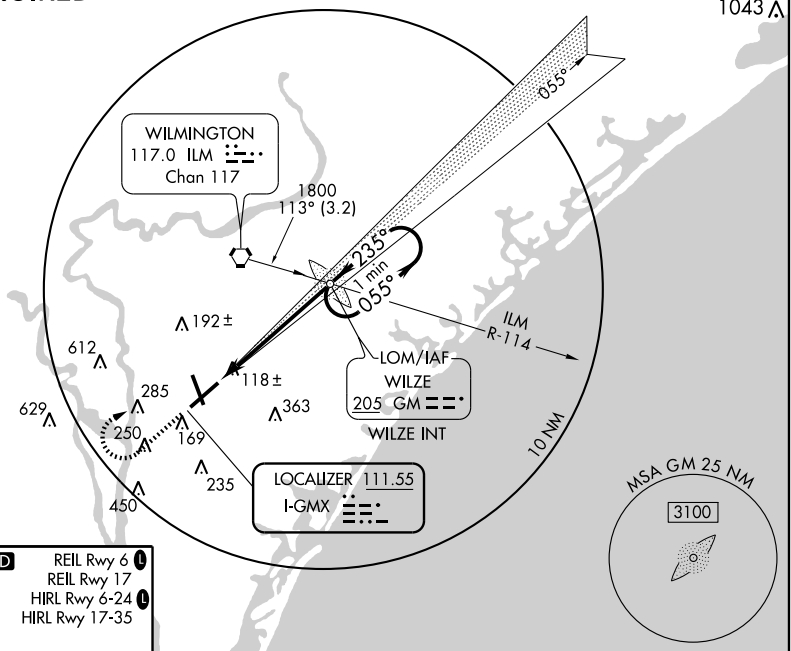 1043
WILMINGTON
117.0 ILM
Chan 117
1800
113° (3.2)
055°
235°
1 min
055°
ILM
R-114
192±
612
LOM/IAF
WILZE
205 GM
WILZE INT
118±
285
363
629
250
169
10 NM
235
450
LOCALIZER 111.55
I-GMX
MSA GM 25 NM
3100
D
REIL Rwy 6 L
REIL Rwy 17
HIRL Rwy 6-24 L
HIRL Rwy 17-35